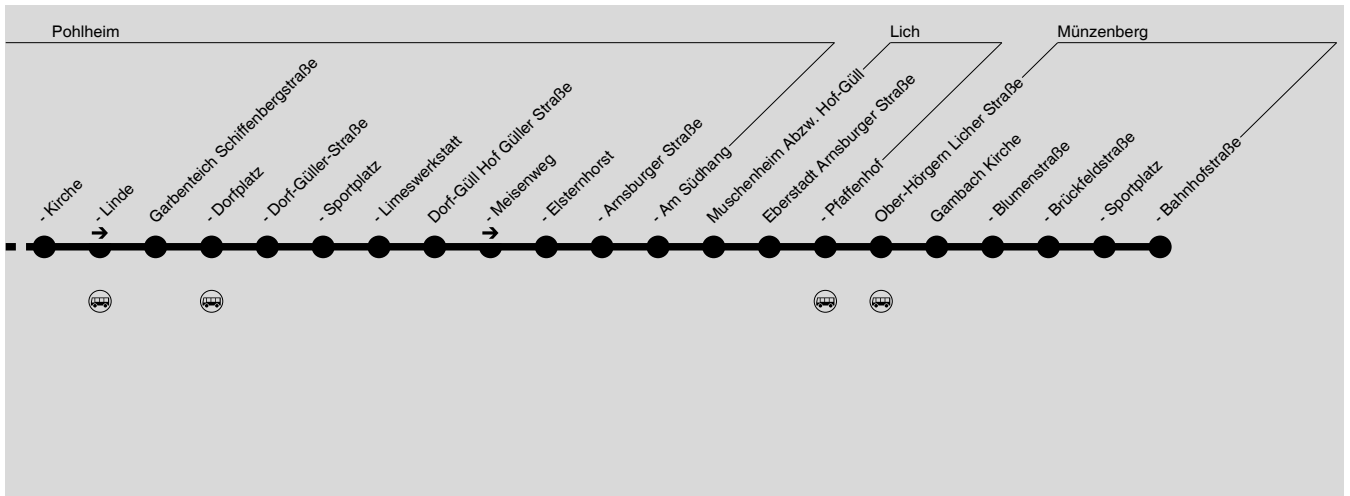 Pohlheim
Lich
Münzenberg
- Kirche
- Linde
Garbenteich Schiffenbergstraße
- Dorfplatz
- Dorf-Güller-Straße
- Sportplatz
- Limeswerkstatt
Dorf-Güll Hof Güller Straße
- Meisenweg
- Elsternhorst
- Arnsburger Straße
- Am Südhang
Muschenheim Abzw. Hof-Güll
Eberstadt Arnsburger Straße
- Pfaffenhof
Ober-Hörgern Licher Straße
Gambach Kirche
- Blumenstraße
- Brückfeldstraße
- Sportplatz
- Bahnhofstraße